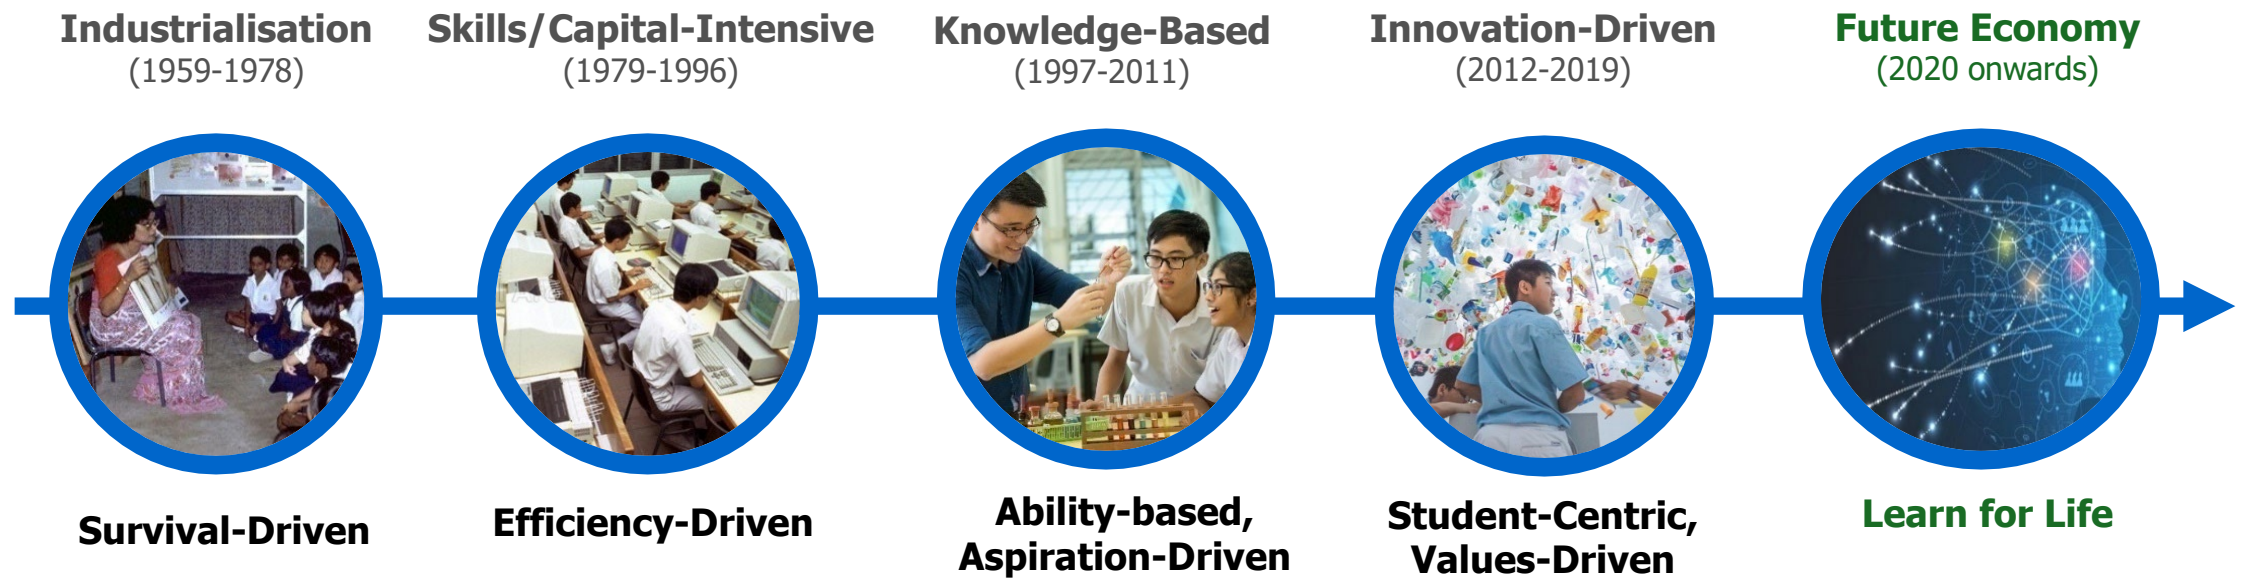 Industrialisation
(1959-1978)
Skills/Capital-Intensive
(1979-1996)
Knowledge-Based
(1997-2011)
Innovation-Driven
(2012-2019)
Future Economy
(2020 onwards)
Survival-Driven
Efficiency-Driven
Ability-based,
Aspiration-Driven
Student-Centric,
Values-Driven
Learn for Life